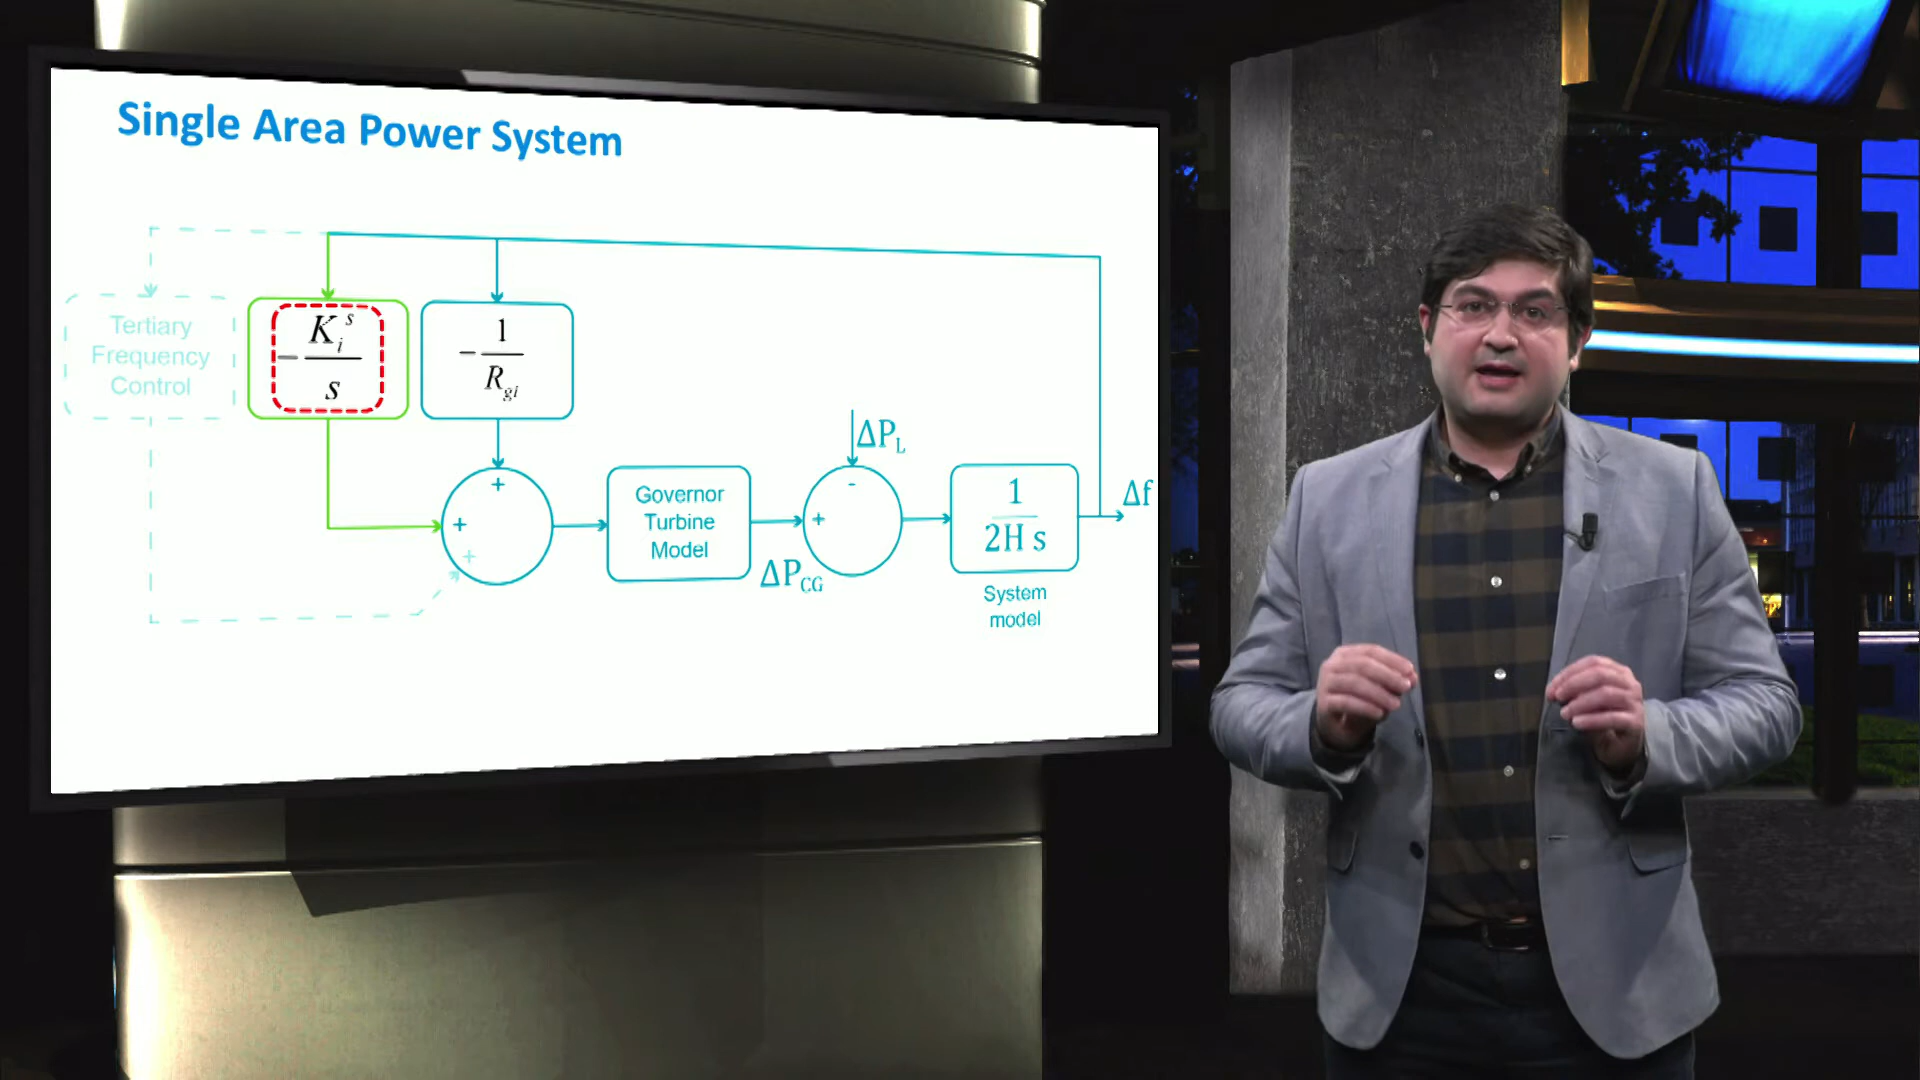 Single Area Power System
Tertiary
Frequency
Control
- K_i^s
s
- 1
R_gi
+
+
+
Governor
Turbine
Model
ΔP_CG
ΔP_L
-
+
1
2H s
System
model
Δf